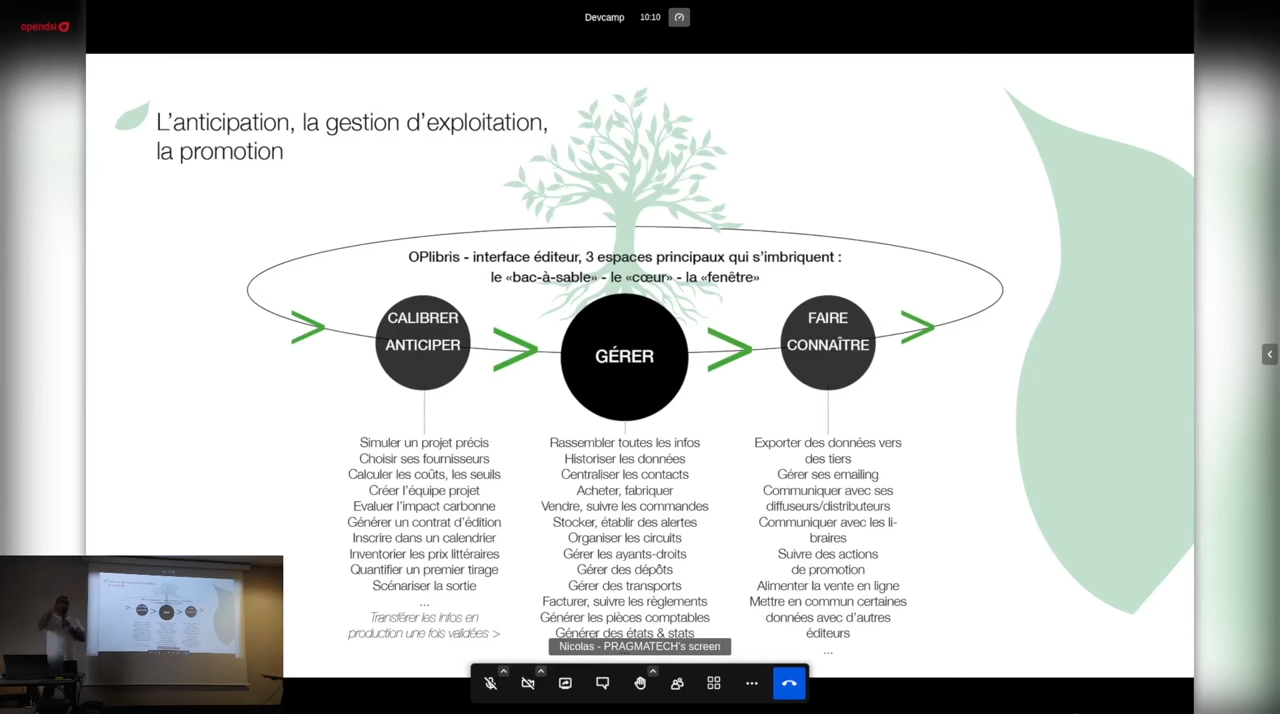 opendsi
Devcamp 10:10
L'anticipation, la gestion d'exploitation,
la promotion
OPlibris - interface éditeur, 3 espaces principaux qui s'imbriquent :
le «bac-à-sable» - le «cœur» - la «fenêtre»
CALIBRER
ANTICIPER
GÉRER
FAIRE
CONNAÎTRE
Simuler un projet précis
Choisir ses fournisseurs
Calculer les coûts, les seuils
Créer l'équipe projet
Evaluer l'impact carbonne
Générer un contrat d'édition
Inscrire dans un calendrier
Inventorier les prix littéraires
Quantifier un premier tirage
Scénariser la sortie
...
Transférer les infos en
production une fois validées >
Rassembler toutes les infos
Historiser les données
Centraliser les contacts
Acheter, fabriquer
Vendre, suivre les commandes
Stocker, établir des alertes
Organiser les circuits
Gérer les ayants-droits
Gérer des dépôts
Gérer des transports
Facturer, suivre les règlements
Générer les pièces comptables
Générer des états & stats
Exporter des données vers
des tiers
Gérer ses emailing
Communiquer avec ses
diffuseurs/distributeurs
Communiquer avec les li-
braires
Suivre des actions
de promotion
Alimenter la vente en ligne
Mettre en commun certaines
données avec d'autres
éditeurs
...
Nicolas - PRAGMATECH's screen